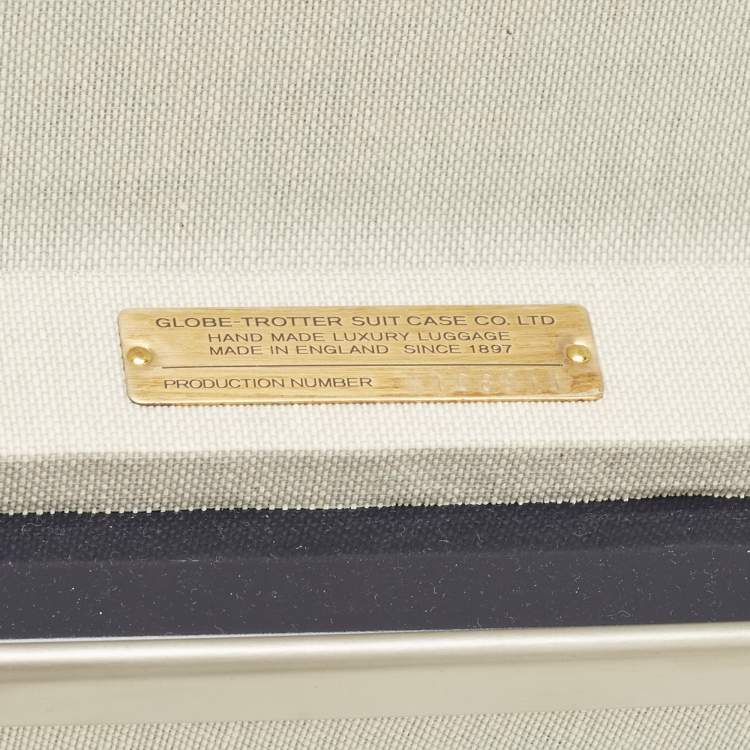 GLOBE-TROTTER SUIT CASE CO. LTD
HAND MADE LUXURY LUGGAGE
MADE IN ENGLAND SINCE 1897
PRODUCTION NUMBER